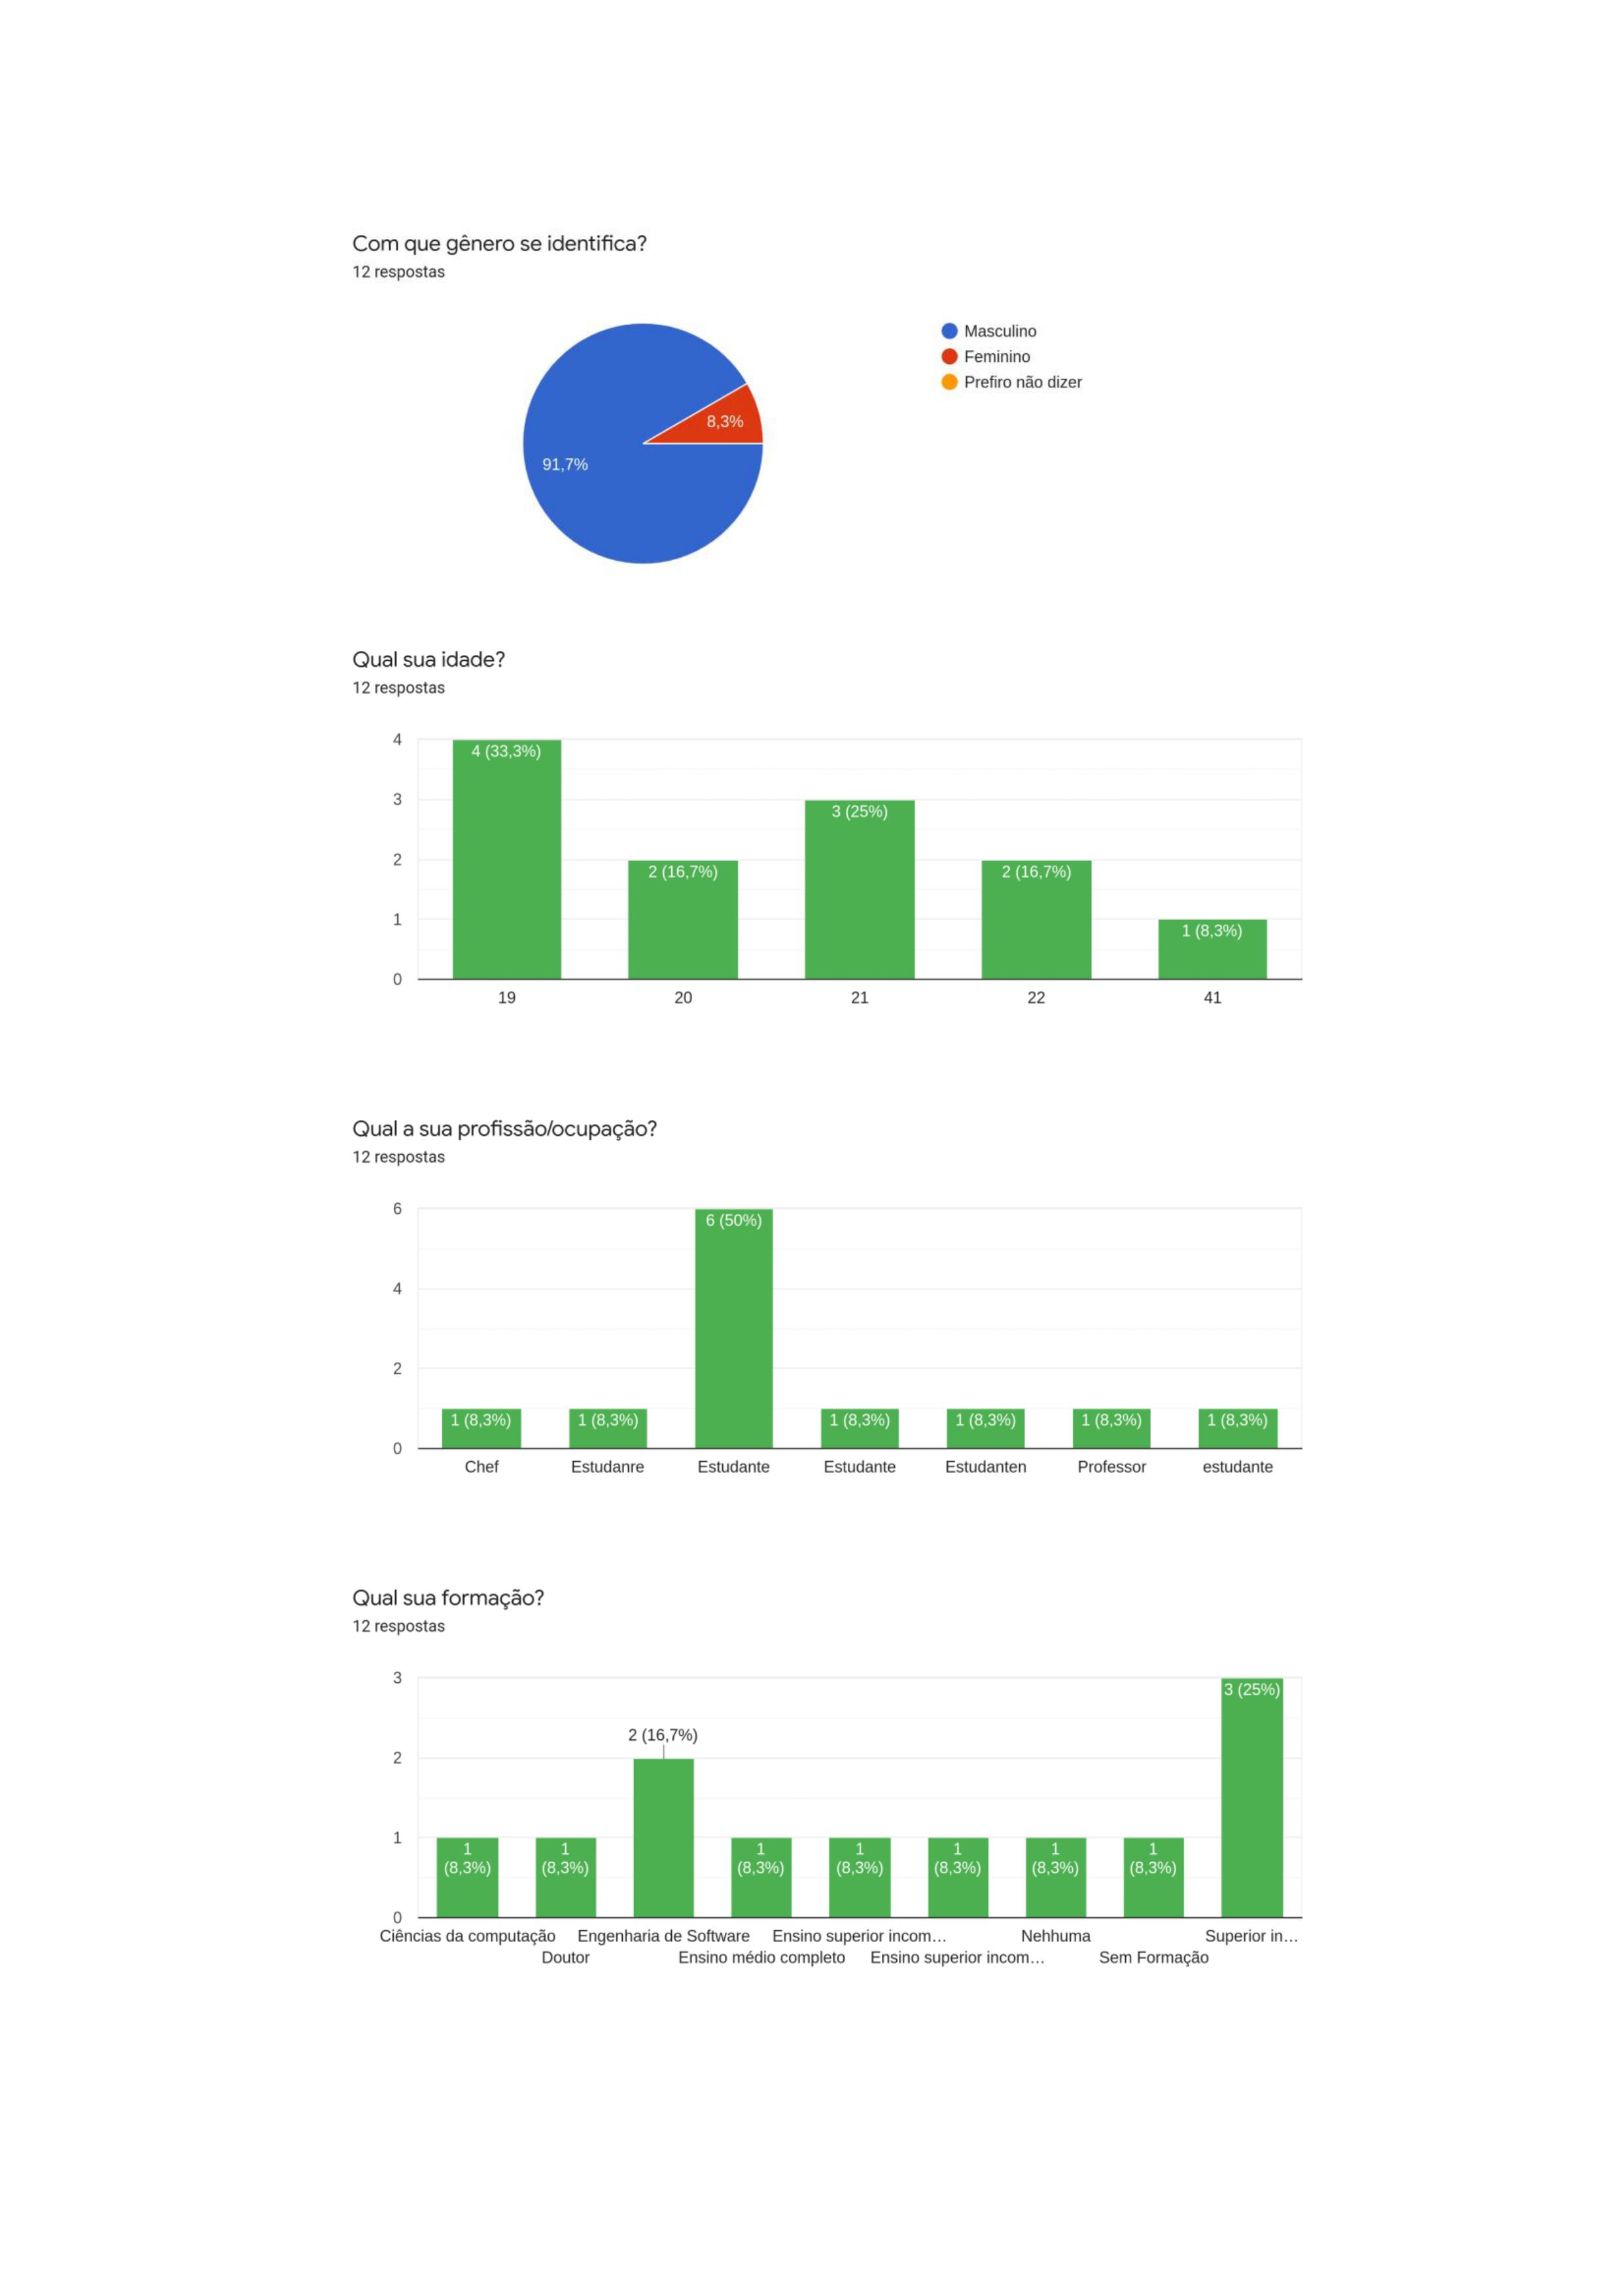 Com que gênero se identifica?
12 respostas
Masculino
Feminino
Prefiro não dizer
8,3%
91,7%
Qual sua idade?
12 respostas
4
3
2
1
0
4 (33,3%)
2 (16,7%)
3 (25%)
2 (16,7%)
1 (8,3%)
19 20 21 22 41
Qual a sua profissão/ocupação?
12 respostas
6
4
2
0
1 (8,3%)
1 (8,3%)
6 (50%)
1 (8,3%)
1 (8,3%)
1 (8,3%)
1 (8,3%)
Chef Estudanre Estudante Estudante Estudanten Professor estudante
Qual sua formação?
12 respostas
3
2
1
0
1
(8,3%)
1
(8,3%)
2 (16,7%)
1
(8,3%)
1
(8,3%)
1
(8,3%)
1
(8,3%)
1
(8,3%)
3 (25%)
Ciências da computação Engenharia de Software Ensino superior incom… Nehhuma Superior in…
Doutor Ensino médio completo Ensino superior incom… Sem Formação